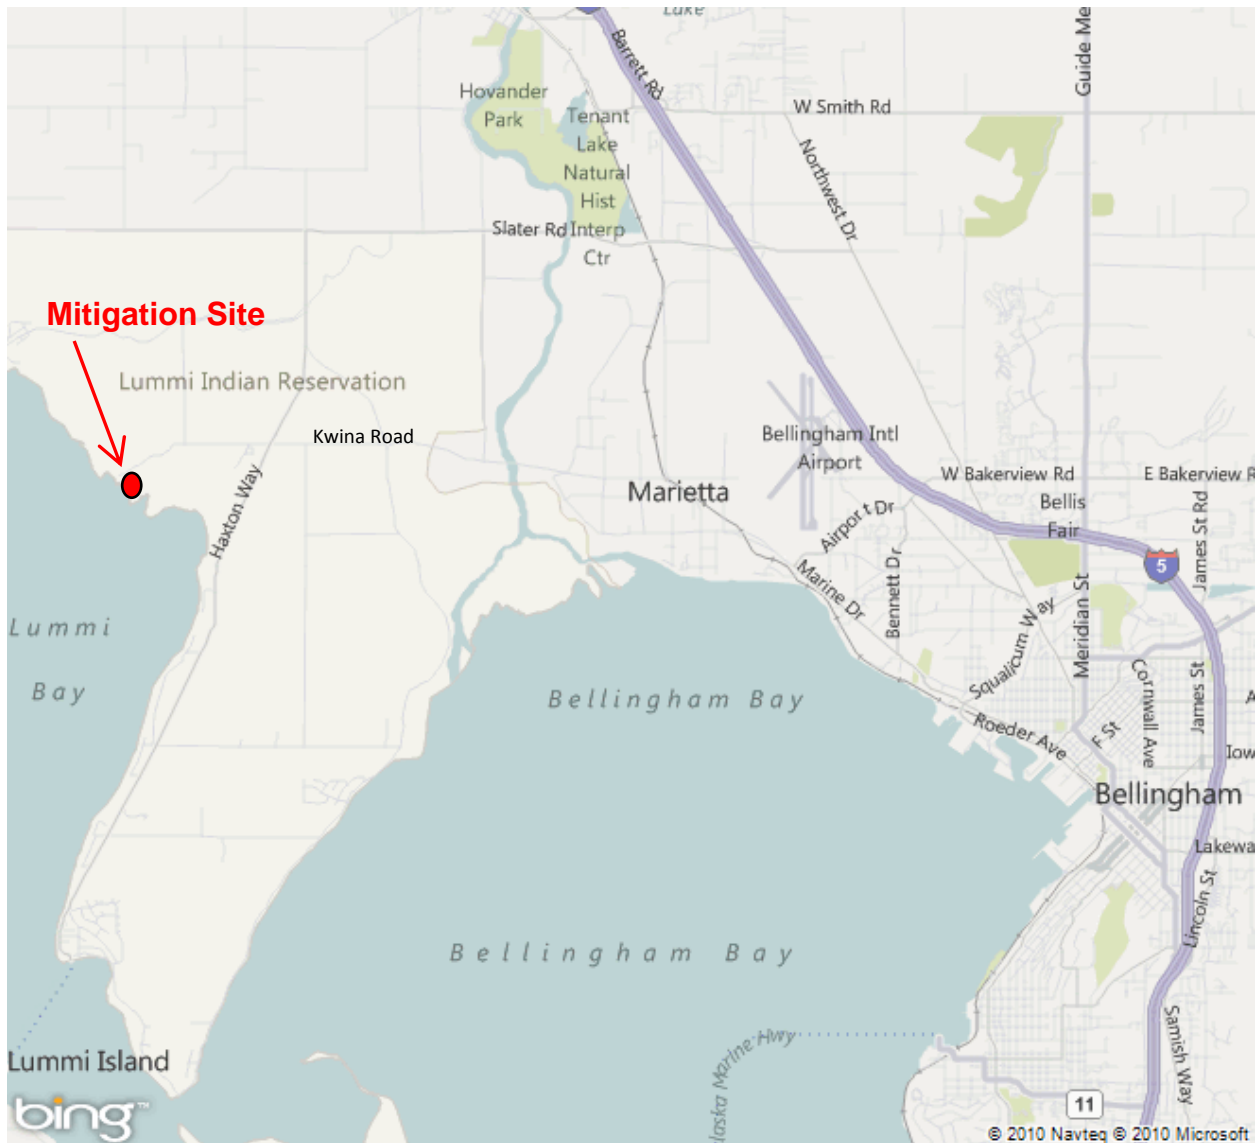 Lake
Guide Me
Barrett Rd
Hovander
Park
W Smith Rd
Tenant
Lake
Natural
Hist
Interp
Ctr
Northwest Dr
Slater Rd
Mitigation Site
Lummi Indian Reservation
Kwina Road
Bellingham Intl
Airport
Haxton Way
W Bakerview Rd
E Bakerview R
Marietta
Bellis
Fair
Airport Dr
James St Rd
5
Marine Dr
Bennett Dr
Squalicum Way
Meridian St
Lummi
Bay
Bellingham Bay
Cornwall Ave
James St
A
Roeder Ave
F St
Iow
Bellingham
Lakewa
Lincoln St
Bellingham Bay
Samish Way
laska Marine Hwy
Lummi Island
bing™
11
© 2010 Navteq © 2010 Microsoft